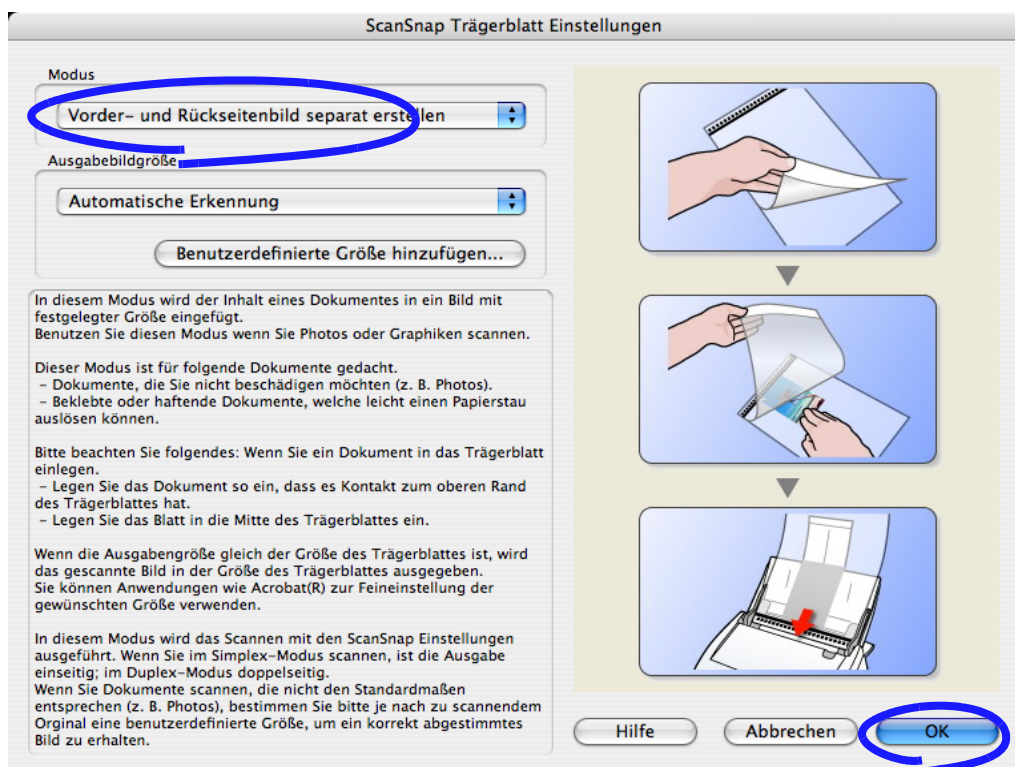 ScanSnap Trägerblatt Einstellungen
Modus
Vorder- und Rückseitenbild separat erstellen
Ausgabebildgröße
Automatische Erkennung
Benutzerdefinierte Größe hinzufügen...
In diesem Modus wird der Inhalt eines Dokumentes in ein Bild mit
festgelegter Größe eingefügt.
Benutzen Sie diesen Modus wenn Sie Photos oder Graphiken scannen.
Dieser Modus ist für folgende Dokumente gedacht.
- Dokumente, die Sie nicht beschädigen möchten (z. B. Photos).
- Beklebte oder haftende Dokumente, welche leicht einen Papierstau
auslösen können.
Bitte beachten Sie folgendes: Wenn Sie ein Dokument in das Trägerblatt
einlegen.
- Legen Sie das Dokument so ein, dass es Kontakt zum oberen Rand
des Trägerblattes hat.
- Legen Sie das Blatt in die Mitte des Trägerblattes ein.
Wenn die Ausgabengröße gleich der Größe des Trägerblattes ist, wird
das gescannte Bild in der Größe des Trägerblattes ausgegeben.
Sie können Anwendungen wie Acrobat(R) zur Feineinstellung der
gewünschten Größe verwenden.
In diesem Modus wird das Scannen mit den ScanSnap Einstellungen
ausgeführt. Wenn Sie im Simplex-Modus scannen, ist die Ausgabe
einseitig; im Duplex-Modus doppelseitig.
Wenn Sie Dokumente scannen, die nicht den Standardmaßen
entsprechen (z. B. Photos), bestimmen Sie bitte je nach zu scannendem
Orginal eine benutzerdefinierte Größe, um ein korrekt abgestimmtes
Bild zu erhalten.
Hilfe
Abbrechen
OK